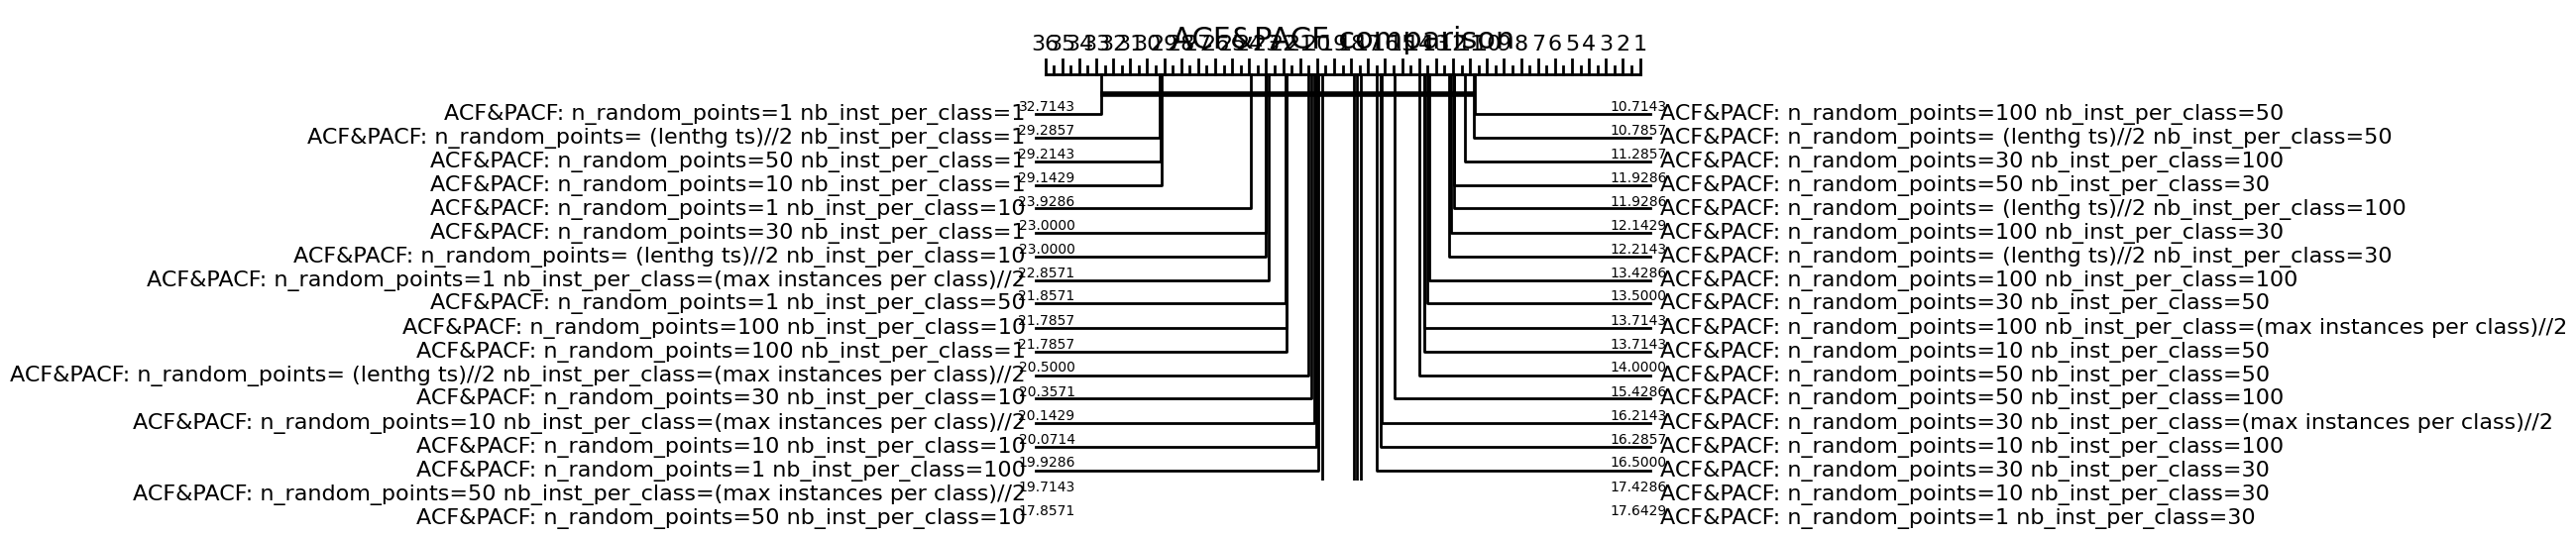 ACF&PACF comparison
36 35 34 33 32 31 30 29 28 27 26 25 24 23 22 21 20 19 18 17 16 15 14 13 12 11 10 9 8 7 6 5 4 3 2 1
32.7143 10.7143
ACF&PACF: n_random_points=1 nb_inst_per_class=1 ACF&PACF: n_random_points=100 nb_inst_per_class=50
29.2857 10.7857
ACF&PACF: n_random_points= (lenthg ts)//2 nb_inst_per_class=1 ACF&PACF: n_random_points= (lenthg ts)//2 nb_inst_per_class=50
29.2143 11.2857
ACF&PACF: n_random_points=50 nb_inst_per_class=1 ACF&PACF: n_random_points=30 nb_inst_per_class=100
29.1429 11.9286
ACF&PACF: n_random_points=10 nb_inst_per_class=1 ACF&PACF: n_random_points=50 nb_inst_per_class=30
23.9286 11.9286
ACF&PACF: n_random_points=1 nb_inst_per_class=10 ACF&PACF: n_random_points= (lenthg ts)//2 nb_inst_per_class=100
23.0000 12.1429
ACF&PACF: n_random_points=30 nb_inst_per_class=1 ACF&PACF: n_random_points=100 nb_inst_per_class=30
23.0000 12.2143
ACF&PACF: n_random_points= (lenthg ts)//2 nb_inst_per_class=10 ACF&PACF: n_random_points= (lenthg ts)//2 nb_inst_per_class=30
22.8571 13.4286
ACF&PACF: n_random_points=1 nb_inst_per_class=(max instances per class)//2 ACF&PACF: n_random_points=100 nb_inst_per_class=100
21.8571 13.5000
ACF&PACF: n_random_points=1 nb_inst_per_class=50 ACF&PACF: n_random_points=30 nb_inst_per_class=50
21.7857 13.7143
ACF&PACF: n_random_points=100 nb_inst_per_class=10 ACF&PACF: n_random_points=100 nb_inst_per_class=(max instances per class)//2
21.7857 13.7143
ACF&PACF: n_random_points=100 nb_inst_per_class=1 ACF&PACF: n_random_points=10 nb_inst_per_class=50
20.5000 14.0000
ACF&PACF: n_random_points= (lenthg ts)//2 nb_inst_per_class=(max instances per class)//2 ACF&PACF: n_random_points=50 nb_inst_per_class=50
20.3571 15.4286
ACF&PACF: n_random_points=30 nb_inst_per_class=10 ACF&PACF: n_random_points=50 nb_inst_per_class=100
20.1429 16.2143
ACF&PACF: n_random_points=10 nb_inst_per_class=(max instances per class)//2 ACF&PACF: n_random_points=30 nb_inst_per_class=(max instances per class)//2
20.0714 16.2857
ACF&PACF: n_random_points=10 nb_inst_per_class=10 ACF&PACF: n_random_points=10 nb_inst_per_class=100
19.9286 16.5000
ACF&PACF: n_random_points=1 nb_inst_per_class=100 ACF&PACF: n_random_points=30 nb_inst_per_class=30
19.7143 17.4286
ACF&PACF: n_random_points=50 nb_inst_per_class=(max instances per class)//2 ACF&PACF: n_random_points=10 nb_inst_per_class=30
17.8571 17.6429
ACF&PACF: n_random_points=50 nb_inst_per_class=10 ACF&PACF: n_random_points=1 nb_inst_per_class=30